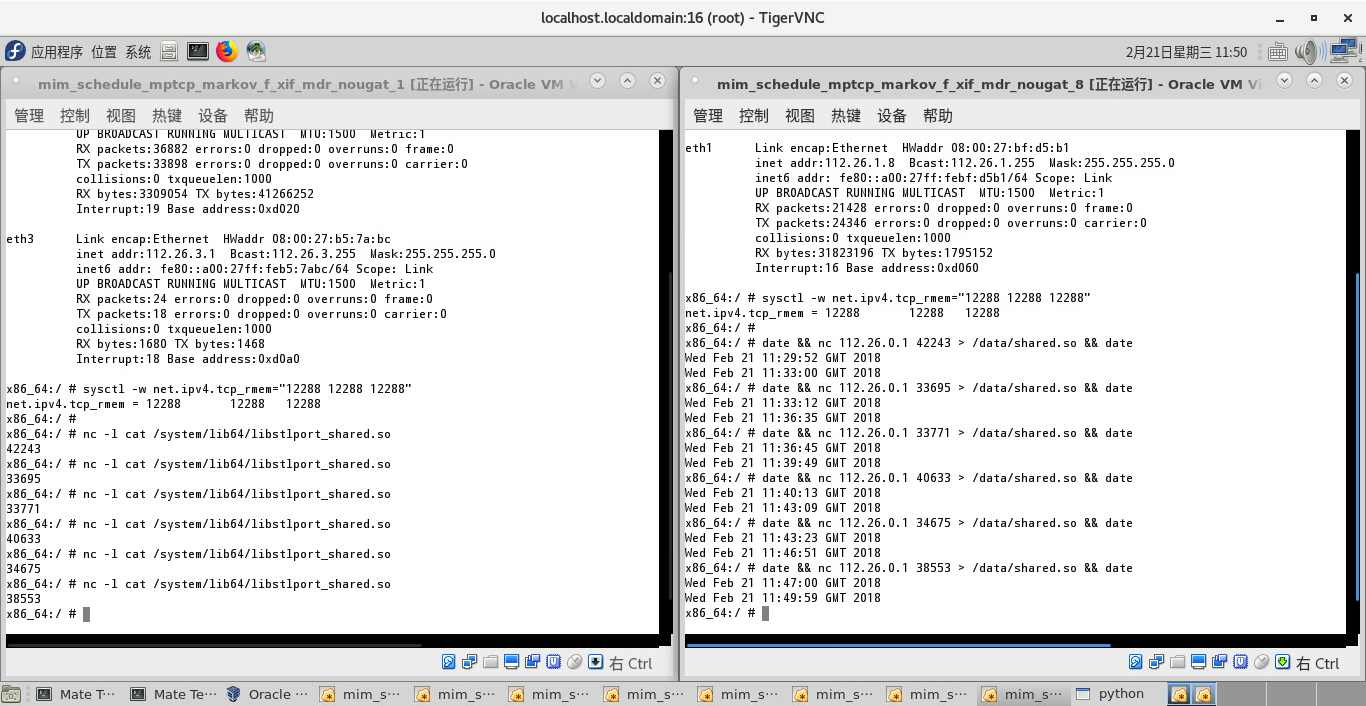 localhost.localdomain:16 (root) - TigerVNC
应用程序 位置 系统
2月21日星期三 11:50
mim_schedule_mptcp_markov_f_xif_mdr_nougat_1 [正在运行] - Oracle VM V
管理 控制 视图 热键 设备 帮助
UP BROADCAST RUNNING MULTICAST  MTU:1500  Metric:1
RX packets:36882 errors:0 dropped:0 overruns:0 frame:0
TX packets:33898 errors:0 dropped:0 overruns:0 carrier:0
collisions:0 txqueuelen:1000
RX bytes:3309054 TX bytes:41266252
Interrupt:19 Base address:0xd020
eth3      Link encap:Ethernet  HWaddr 08:00:27:b5:7a:bc
inet addr:112.26.3.1  Bcast:112.26.3.255  Mask:255.255.255.0
inet6 addr: fe80::a00:27ff:feb5:7abc/64 Scope: Link
UP BROADCAST RUNNING MULTICAST  MTU:1500  Metric:1
RX packets:24 errors:0 dropped:0 overruns:0 frame:0
TX packets:18 errors:0 dropped:0 overruns:0 carrier:0
collisions:0 txqueuelen:1000
RX bytes:1680 TX bytes:1468
Interrupt:18 Base address:0xd0a0
x86_64:/ # sysctl -w net.ipv4.tcp_rmem="12288 12288 12288"
net.ipv4.tcp_rmem = 12288       12288   12288
x86_64:/ #
x86_64:/ # nc -l cat /system/lib64/libstlport_shared.so
42243
x86_64:/ # nc -l cat /system/lib64/libstlport_shared.so
33695
x86_64:/ # nc -l cat /system/lib64/libstlport_shared.so
33771
x86_64:/ # nc -l cat /system/lib64/libstlport_shared.so
40633
x86_64:/ # nc -l cat /system/lib64/libstlport_shared.so
34675
x86_64:/ # nc -l cat /system/lib64/libstlport_shared.so
38553
x86_64:/ #
右 Ctrl
mim_schedule_mptcp_markov_f_xif_mdr_nougat_8 [正在运行] - Oracle VM Vi
管理 控制 视图 热键 设备 帮助
eth1      Link encap:Ethernet  HWaddr 08:00:27:bf:d5:b1
inet addr:112.26.1.8  Bcast:112.26.1.255  Mask:255.255.255.0
inet6 addr: fe80::a00:27ff:febf:d5b1/64 Scope: Link
UP BROADCAST RUNNING MULTICAST  MTU:1500  Metric:1
RX packets:21428 errors:0 dropped:0 overruns:0 frame:0
TX packets:24346 errors:0 dropped:0 overruns:0 carrier:0
collisions:0 txqueuelen:1000
RX bytes:31823196 TX bytes:1795152
Interrupt:16 Base address:0xd060
x86_64:/ # sysctl -w net.ipv4.tcp_rmem="12288 12288 12288"
net.ipv4.tcp_rmem = 12288       12288   12288
x86_64:/ #
x86_64:/ # date && nc 112.26.0.1 42243 > /data/shared.so && date
Wed Feb 21 11:29:52 GMT 2018
Wed Feb 21 11:33:00 GMT 2018
x86_64:/ # date && nc 112.26.0.1 33695 > /data/shared.so && date
Wed Feb 21 11:33:12 GMT 2018
Wed Feb 21 11:36:35 GMT 2018
x86_64:/ # date && nc 112.26.0.1 33771 > /data/shared.so && date
Wed Feb 21 11:36:45 GMT 2018
Wed Feb 21 11:39:49 GMT 2018
x86_64:/ # date && nc 112.26.0.1 40633 > /data/shared.so && date
Wed Feb 21 11:40:13 GMT 2018
Wed Feb 21 11:43:09 GMT 2018
x86_64:/ # date && nc 112.26.0.1 34675 > /data/shared.so && date
Wed Feb 21 11:43:23 GMT 2018
Wed Feb 21 11:46:51 GMT 2018
x86_64:/ # date && nc 112.26.0.1 38553 > /data/shared.so && date
Wed Feb 21 11:47:00 GMT 2018
Wed Feb 21 11:49:59 GMT 2018
x86_64:/ #
右 Ctrl
Mate T··· Mate Te··· Oracle ··· mim_s··· mim_s··· mim_s··· mim_s··· mim_s··· mim_s··· mim_s··· mim_s··· python